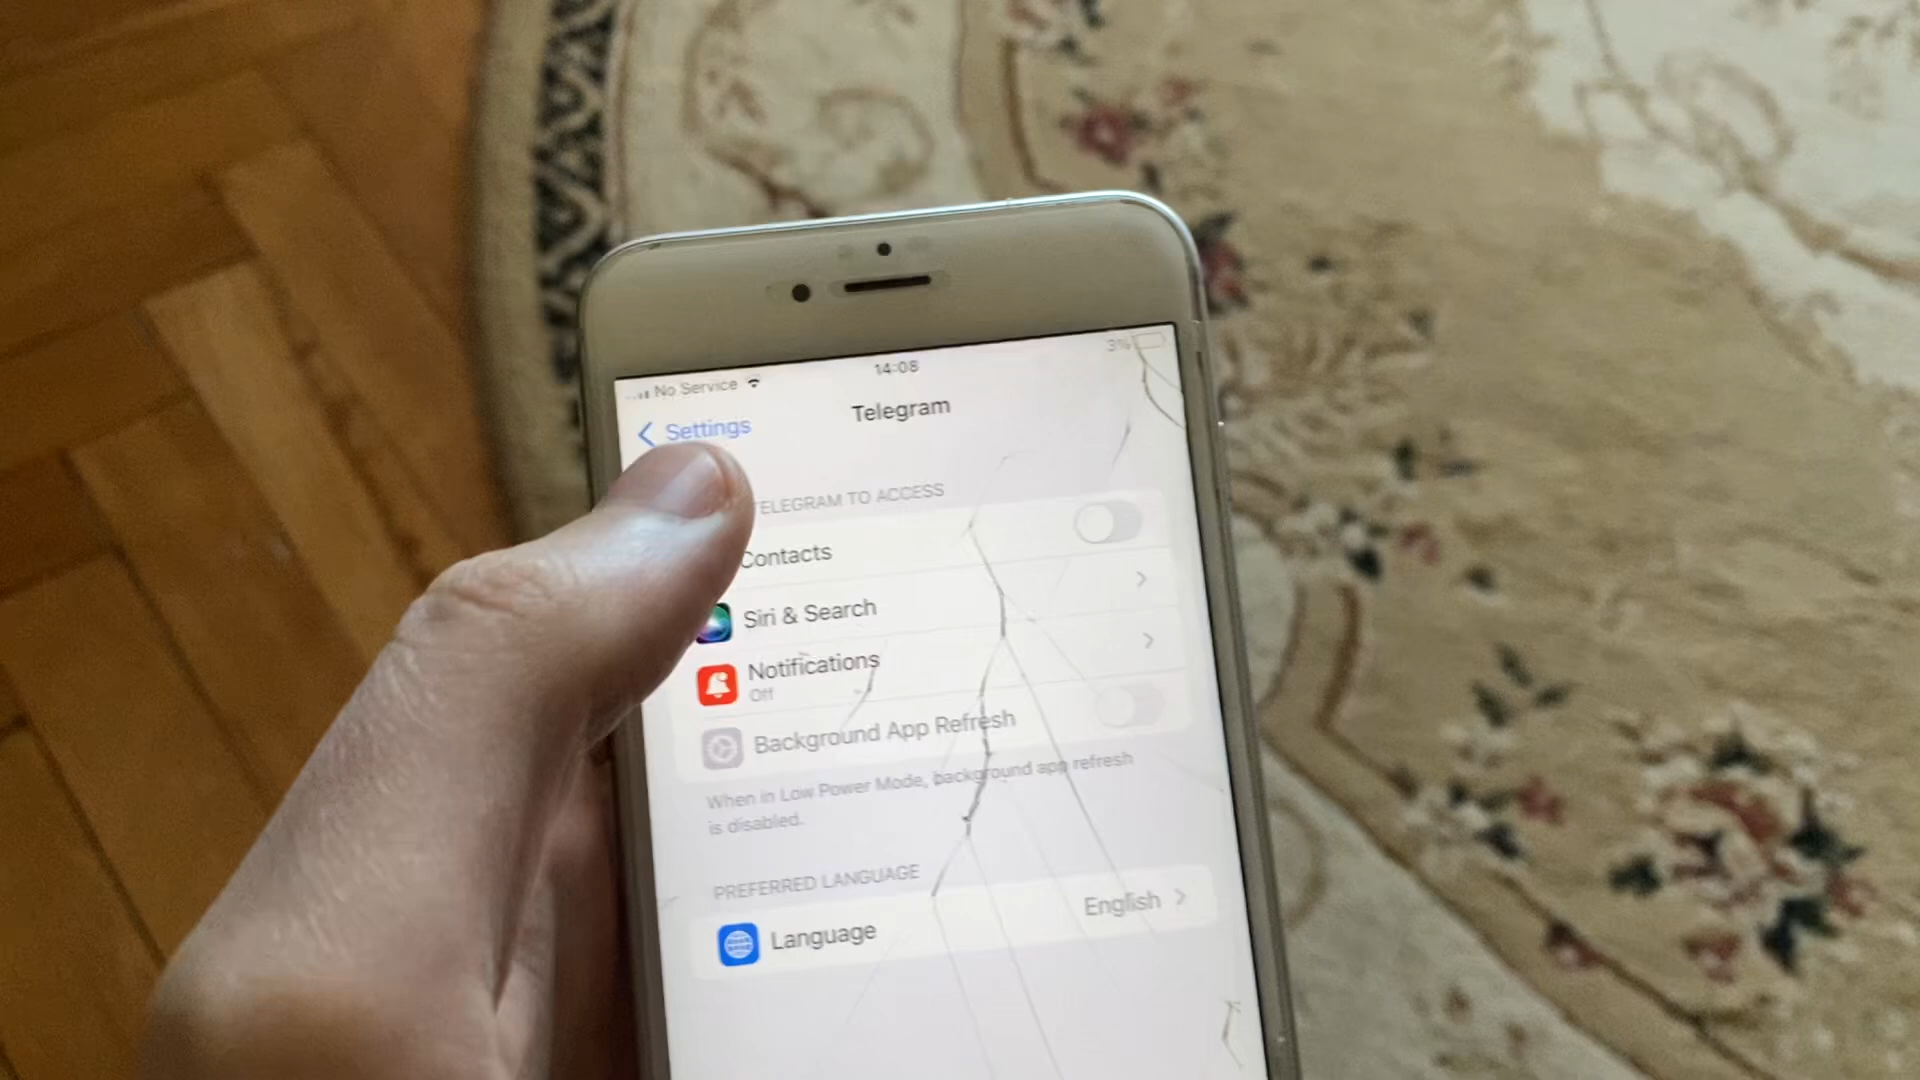 No Service
14:08
3%
Settings
Telegram
TELEGRAM TO ACCESS
Contacts
Siri & Search
Notifications
Off
Background App Refresh
When in Low Power Mode, background app refresh
is disabled.
PREFERRED LANGUAGE
Language
English